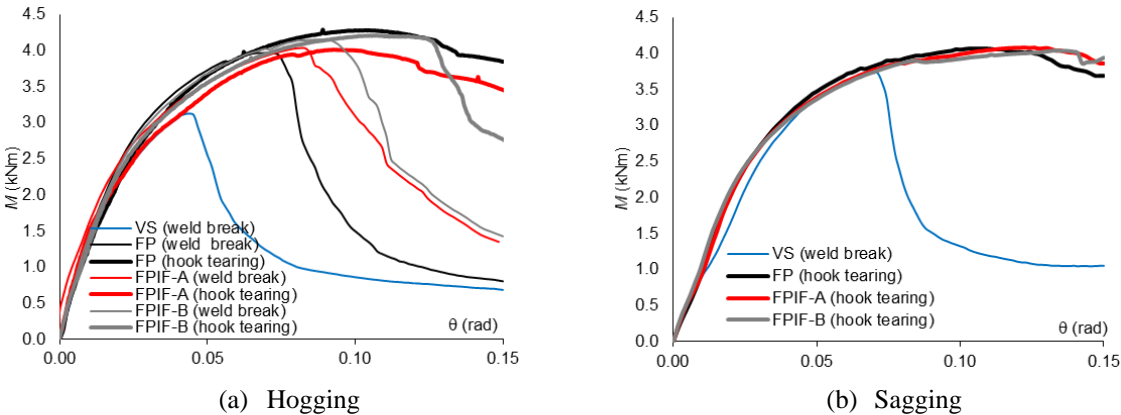 4.5
4.0
3.5
3.0
2.5
2.0
1.5
1.0
0.5
0.0
M (kNm)
VS (weld break)
FP (weld break)
FP (hook tearing)
FPIF-A (weld break)
FPIF-A (hook tearing)
FPIF-B (weld break)
FPIF-B (hook tearing)
θ (rad)
0.00 0.05 0.10 0.15
(a) Hogging
4.5
4.0
3.5
3.0
2.5
2.0
1.5
1.0
0.5
0.0
M (kNm)
VS (weld break)
FP (hook tearing)
FPIF-A (hook tearing)
FPIF-B (hook tearing)
θ (rad)
0.00 0.05 0.10 0.15
(b) Sagging